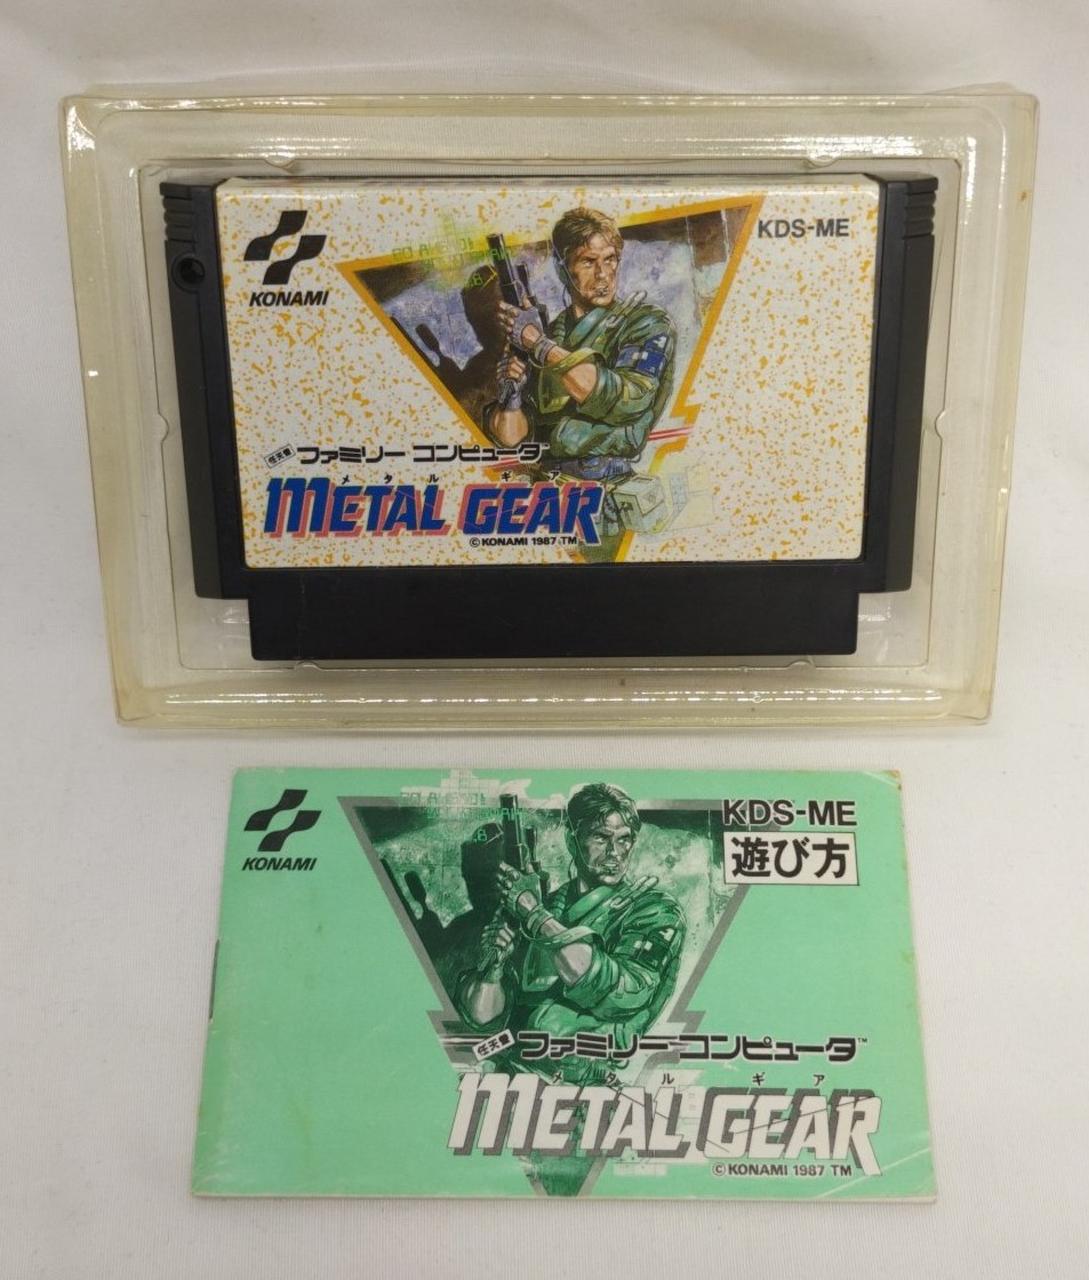 KONAMI
KDS-ME
任天堂 ファミリーコンピュータ™
メタルギア
METAL GEAR
©KONAMI 1987 TM
KONAMI
KDS-ME
遊び方
任天堂 ファミリーコンピュータ™
メタルギア
METAL GEAR
©KONAMI 1987 TM